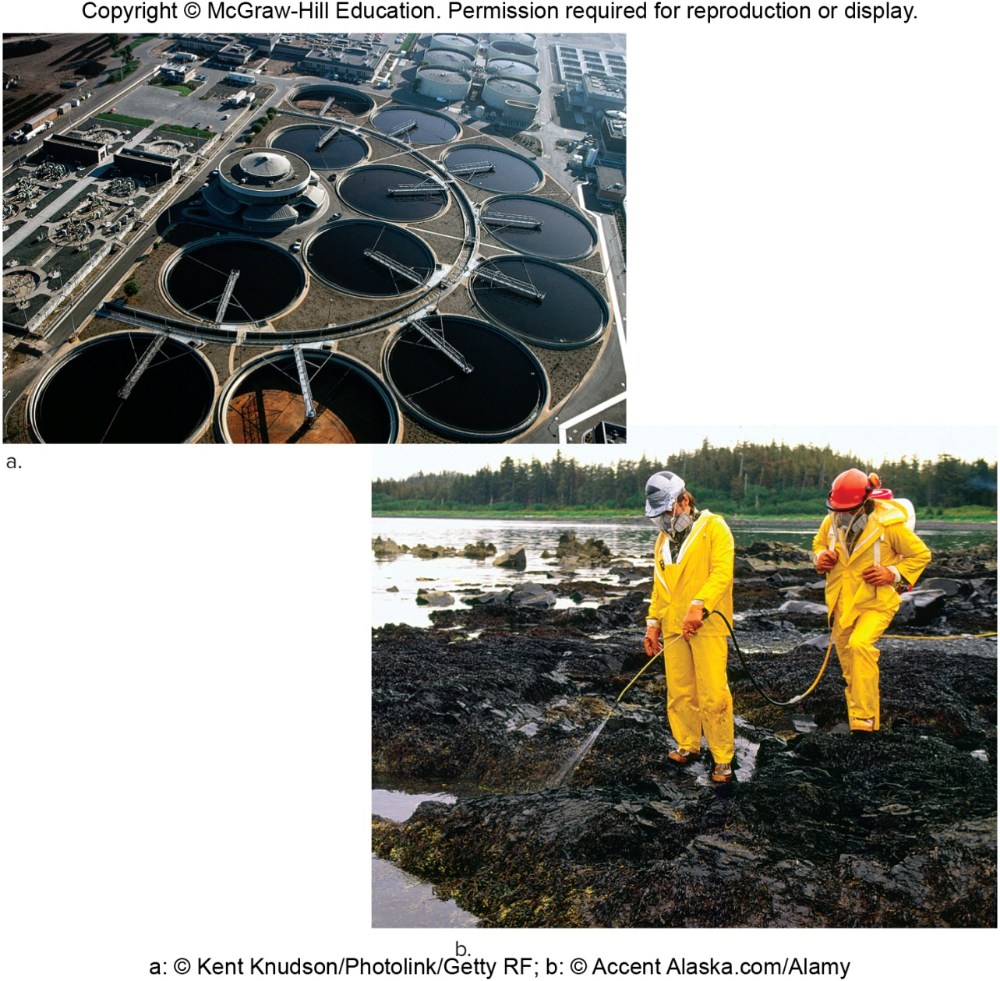 Copyright © McGraw-Hill Education. Permission required for reproduction or display.
a.
b.
a: © Kent Knudson/Photolink/Getty RF; b: © Accent Alaska.com/Alamy